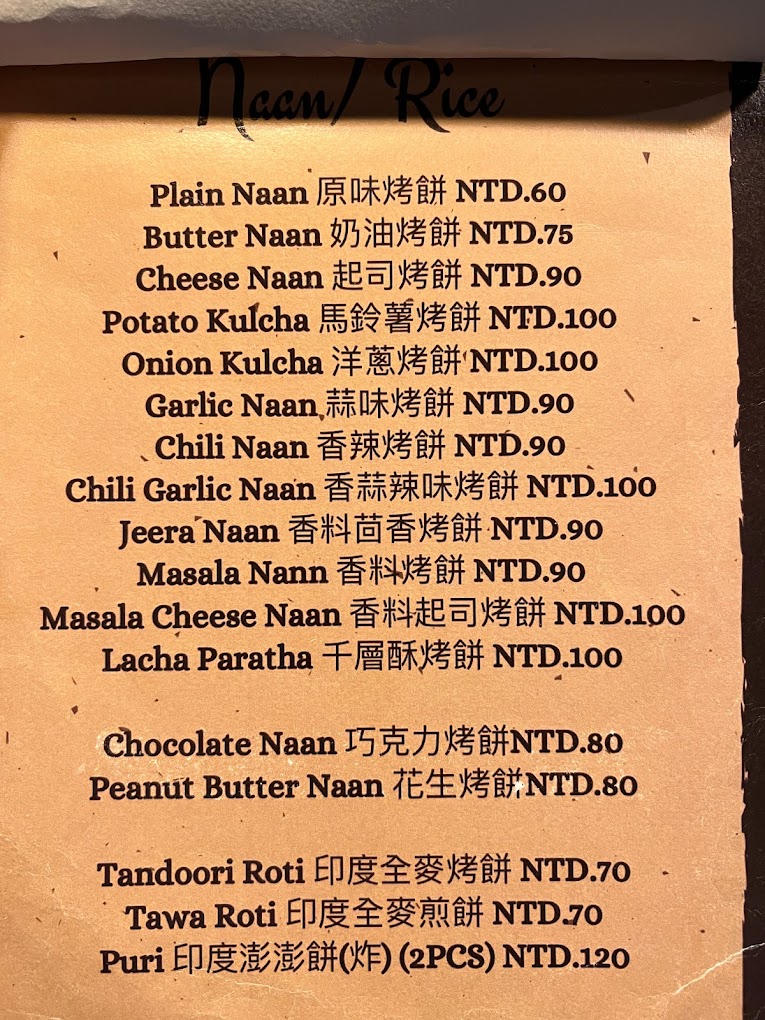 Naan/ Rice
Plain Naan 原味烤餅 NTD.60
Butter Naan 奶油烤餅 NTD.75
Cheese Naan 起司烤餅 NTD.90
Potato Kulcha 馬鈴薯烤餅 NTD.100
Onion Kulcha 洋蔥烤餅 NTD.100
Garlic Naan 蒜味烤餅 NTD.90
Chili Naan 香辣烤餅 NTD.90
Chili Garlic Naan 香蒜辣味烤餅 NTD.100
Jeera Naan 香料茴香烤餅 NTD.90
Masala Nann 香料烤餅 NTD.90
Masala Cheese Naan 香料起司烤餅 NTD.100
Lacha Paratha 千層酥烤餅 NTD.100
Chocolate Naan 巧克力烤餅NTD.80
Peanut Butter Naan 花生烤餅NTD.80
Tandoori Roti 印度全麥烤餅 NTD.70
Tawa Roti 印度全麥煎餅 NTD.70
Puri 印度澎澎餅(炸) (2PCS) NTD.120